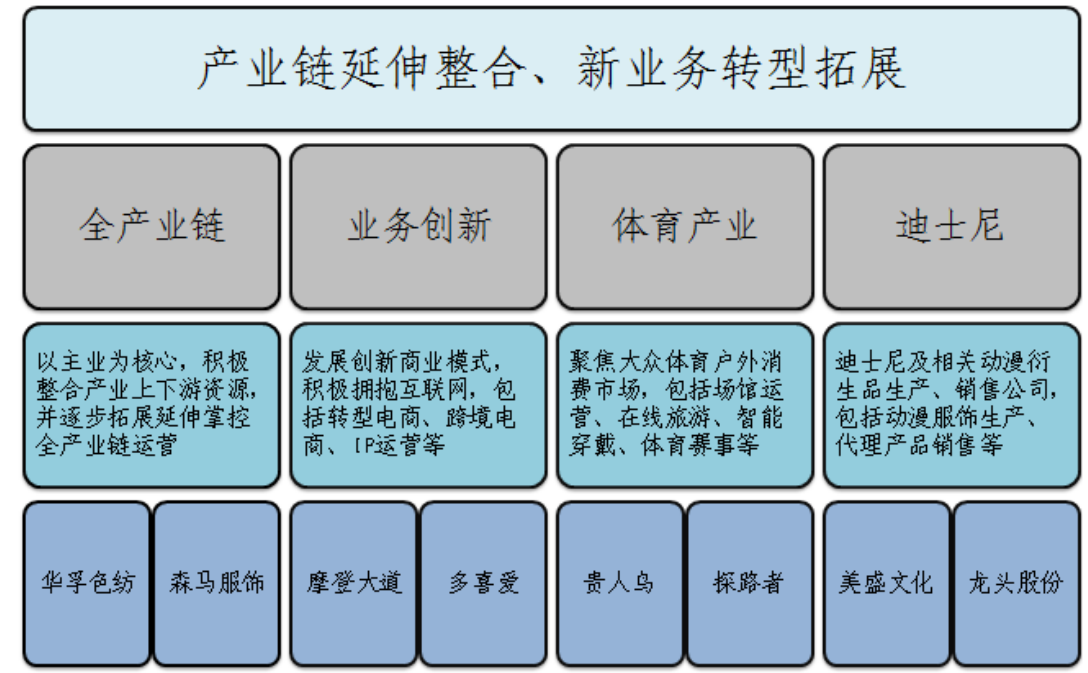 产业链延伸整合、新业务转型拓展
全产业链
业务创新
体育产业
迪士尼
以主业为核心，积极
整合产业上下游资源，
并逐步拓展延伸掌控
全产业链运营
发展创新商业模式，
积极拥抱互联网，包
括转型电商、跨境电
商、IP运营等
聚焦大众体育户外消
费市场，包括场馆运
营、在线旅游、智能
穿戴、体育赛事等
迪士尼及相关动漫衍
生品生产、销售公司，
包括动漫服饰生产、
代理产品销售等
华孚色纺
森马服饰
摩登大道
多喜爱
贵人鸟
探路者
美盛文化
龙头股份